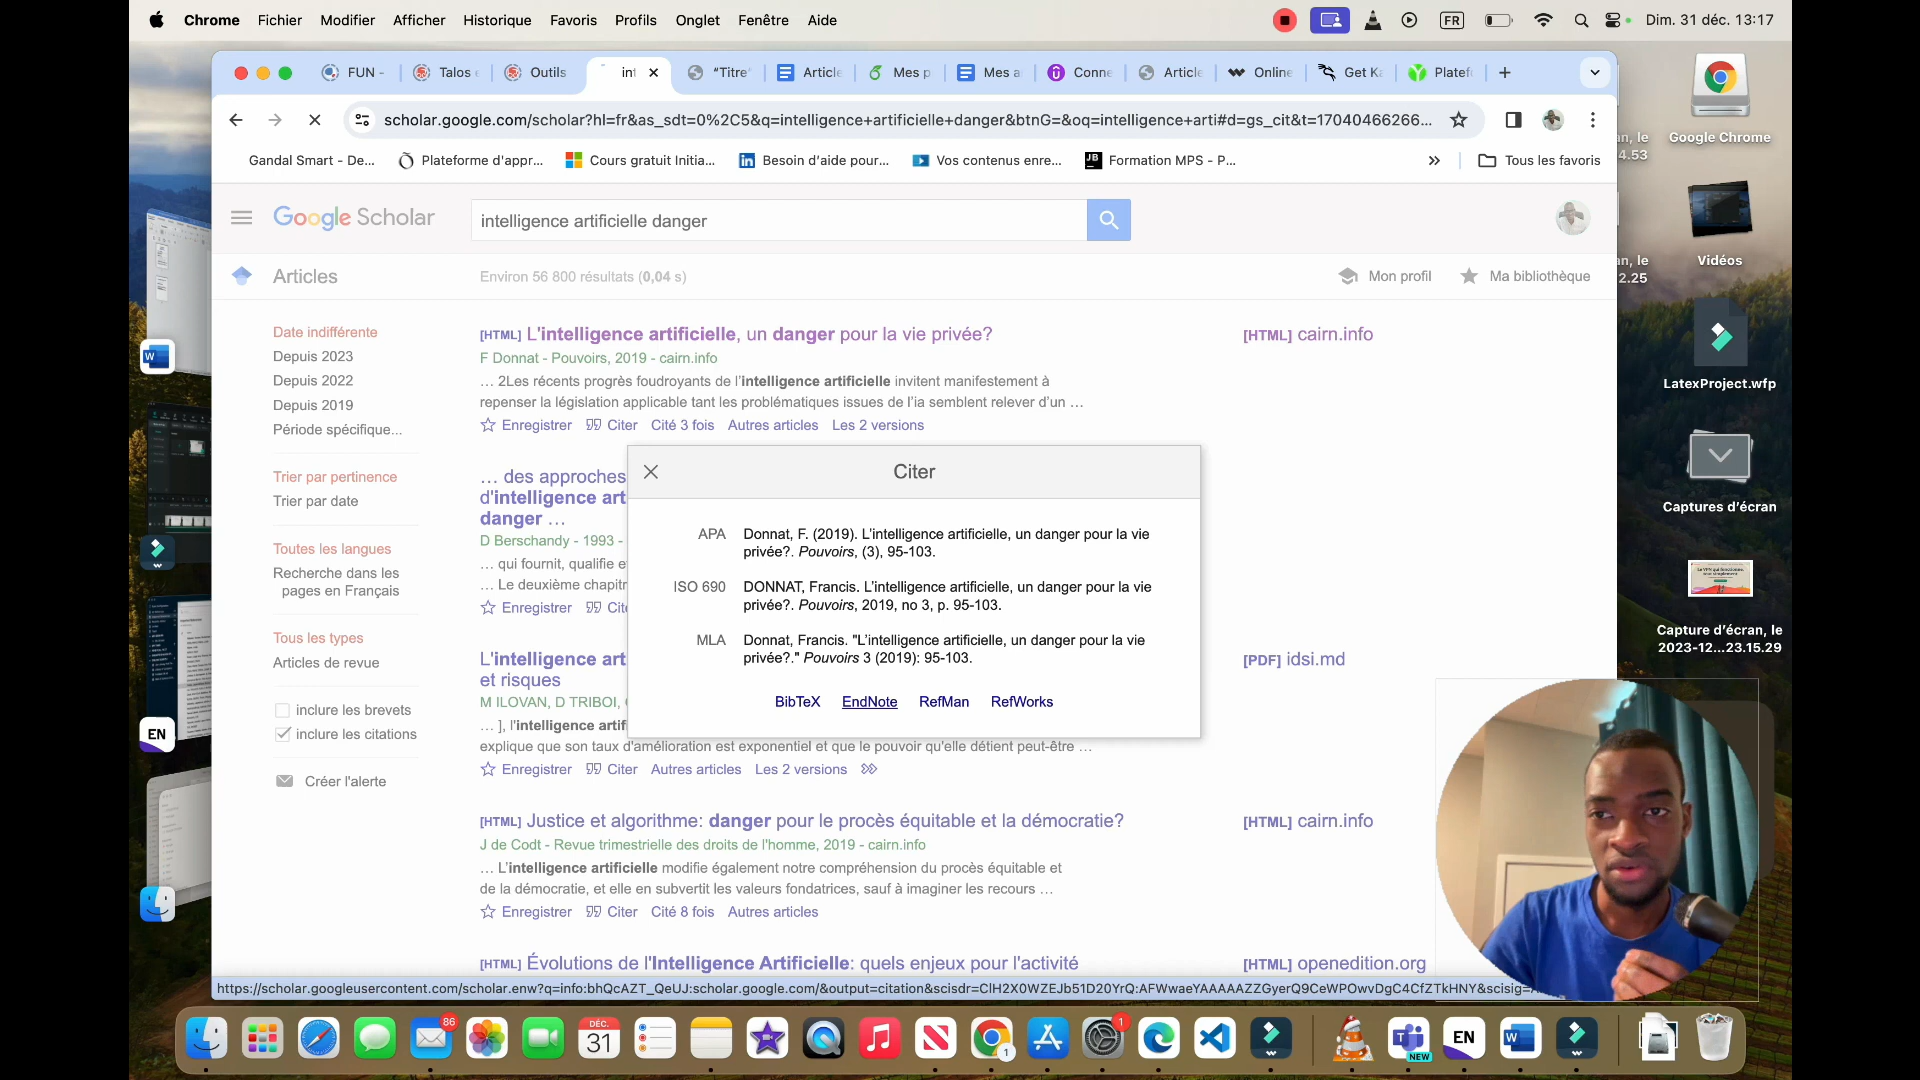 Chrome Fichier Modifier Afficher Historique Favoris Profils Onglet Fenêtre Aide
FR
Dim. 31 déc. 13:17
FUN -
Talos
Outils
int
"Titre"
Article
Mes p
Mes a
Conne
Article
Online
Get Ka
Platef
scholar.google.com/scholar?hl=fr&as_sdt=0%2C5&q=intelligence+artificielle+danger&btnG=&oq=intelligence+arti#d=gs_cit&t=17040466266...
Gandal Smart - De...
Plateforme d'appr...
Cours gratuit Initia...
Besoin d'aide pour...
Vos contenus enre...
Formation MPS - P...
Tous les favoris
Google Scholar
intelligence artificielle danger
Articles
Environ 56 800 résultats (0,04 s)
Mon profil
Ma bibliothèque
Date indifférente
Depuis 2023
Depuis 2022
Depuis 2019
Période spécifique...
Trier par pertinence
Trier par date
Toutes les langues
Recherche dans les
pages en Français
Tous les types
Articles de revue
inclure les brevets
inclure les citations
Créer l'alerte
[HTML] L'intelligence artificielle, un danger pour la vie privée?
[HTML] cairn.info
F Donnat - Pouvoirs, 2019 - cairn.info
... 2Les récents progrès foudroyants de l'intelligence artificielle invitent manifestement à
repenser la législation applicable tant les problématiques issues de l'ia semblent relever d'un ...
Enregistrer Citer Cité 3 fois Autres articles Les 2 versions
... des approches
d'intelligence art
danger ...
D Berschandy - 1993 -
... qui fournit, qualifie e
... Le deuxième chapitr
Enregistrer Cite
L'intelligence art
et risques
[PDF] idsi.md
M ILOVAN, D TRIBOI,
... ], l'intelligence artif
explique que son taux d'amélioration est exponentiel et que le pouvoir qu'elle détient peut-être ...
Enregistrer Citer Autres articles Les 2 versions
[HTML] Justice et algorithme: danger pour le procès équitable et la démocratie?
[HTML] cairn.info
J de Codt - Revue trimestrielle des droits de l'homme, 2019 - cairn.info
... L'intelligence artificielle modifie également notre compréhension du procès équitable et
de la démocratie, et elle en subvertit les valeurs fondatrices, sauf à imaginer les recours ...
Enregistrer Citer Cité 8 fois Autres articles
[HTML] Évolutions de l'Intelligence Artificielle: quels enjeux pour l'activité
[HTML] openedition.org
Citer
APA Donnat, F. (2019). L'intelligence artificielle, un danger pour la vie
privée?. Pouvoirs, (3), 95-103.
ISO 690 DONNAT, Francis. L'intelligence artificielle, un danger pour la vie
privée?. Pouvoirs, 2019, no 3, p. 95-103.
MLA Donnat, Francis. "L'intelligence artificielle, un danger pour la vie
privée?." Pouvoirs 3 (2019): 95-103.
BibTeX EndNote RefMan RefWorks
Google Chrome
an, le
4.53
Vidéos
an, le
2.25
LatexProject.wfp
Captures d'écran
Capture d'écran, le
2023-12...23.15.29
EN
86
DÉC.
31
1
1
NEW
EN